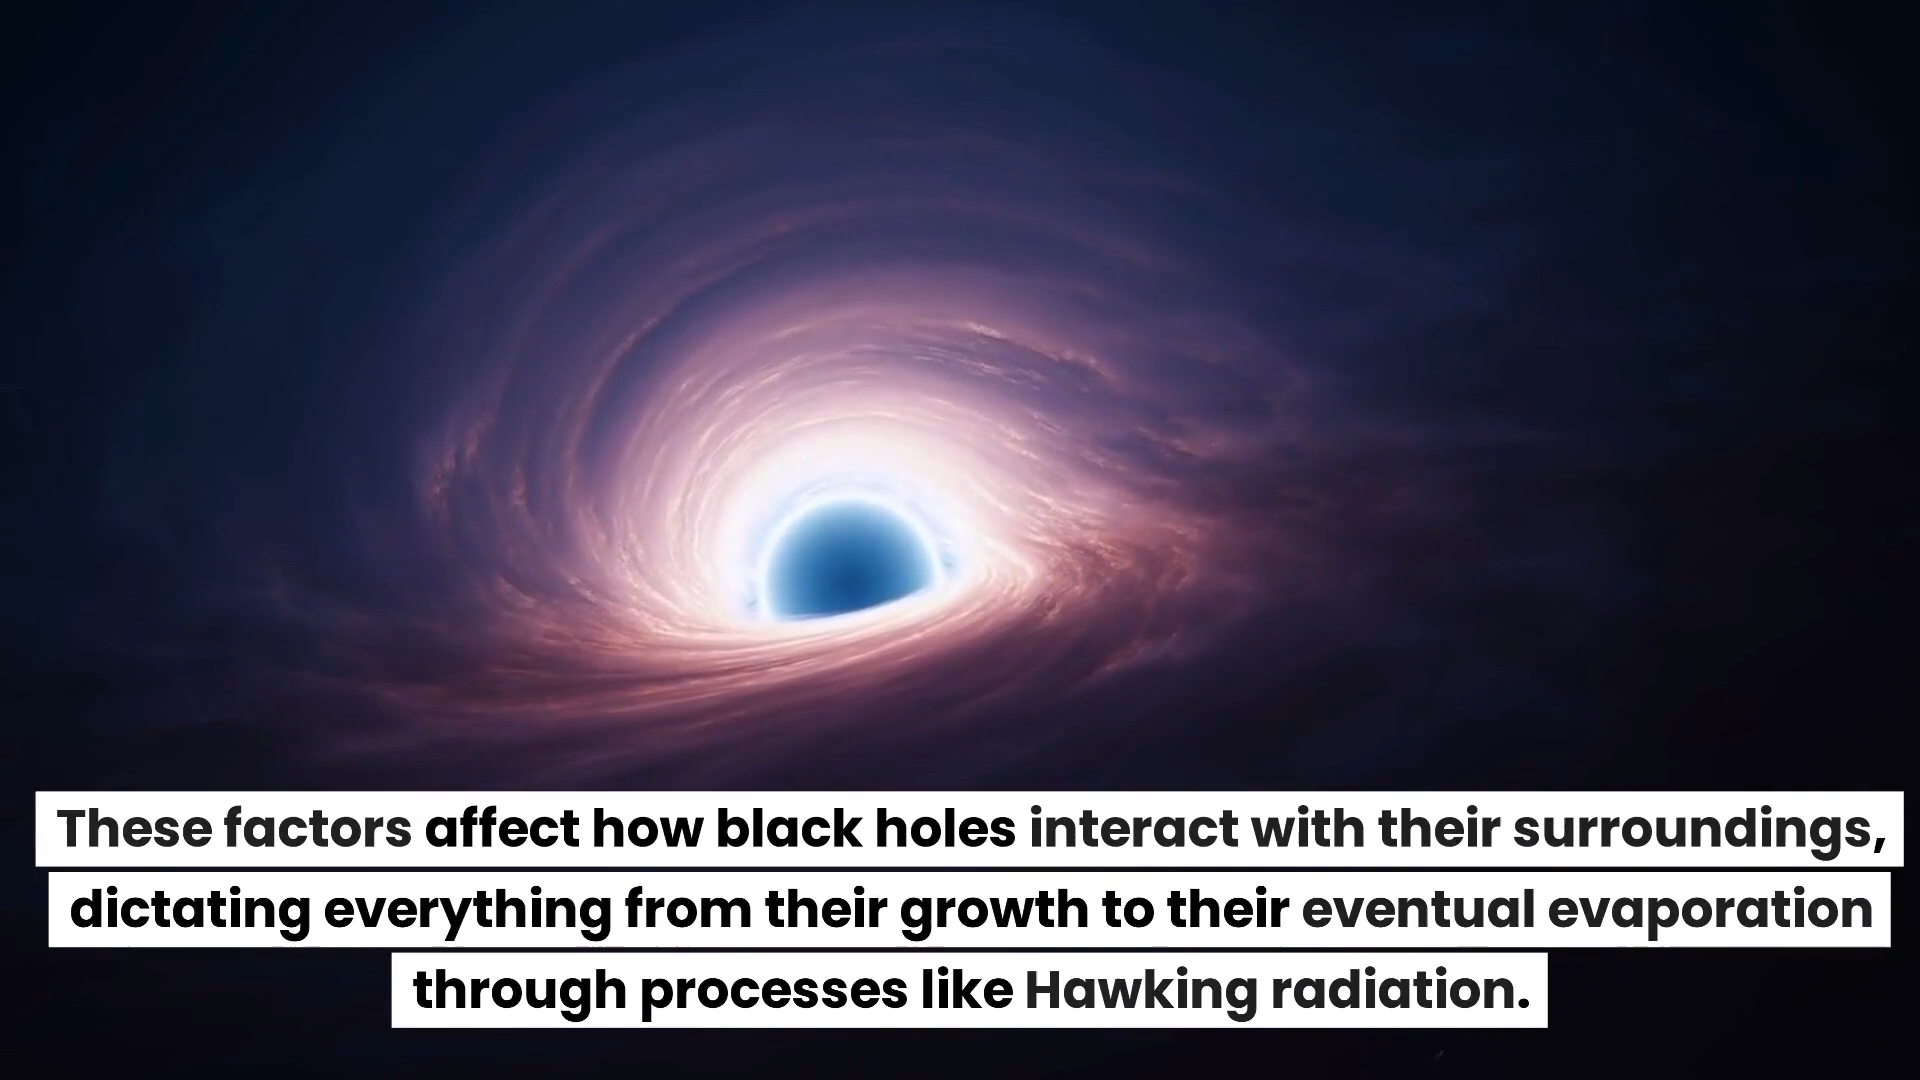 These factors affect how black holes interact with their surroundings,
dictating everything from their growth to their eventual evaporation
through processes like Hawking radiation.